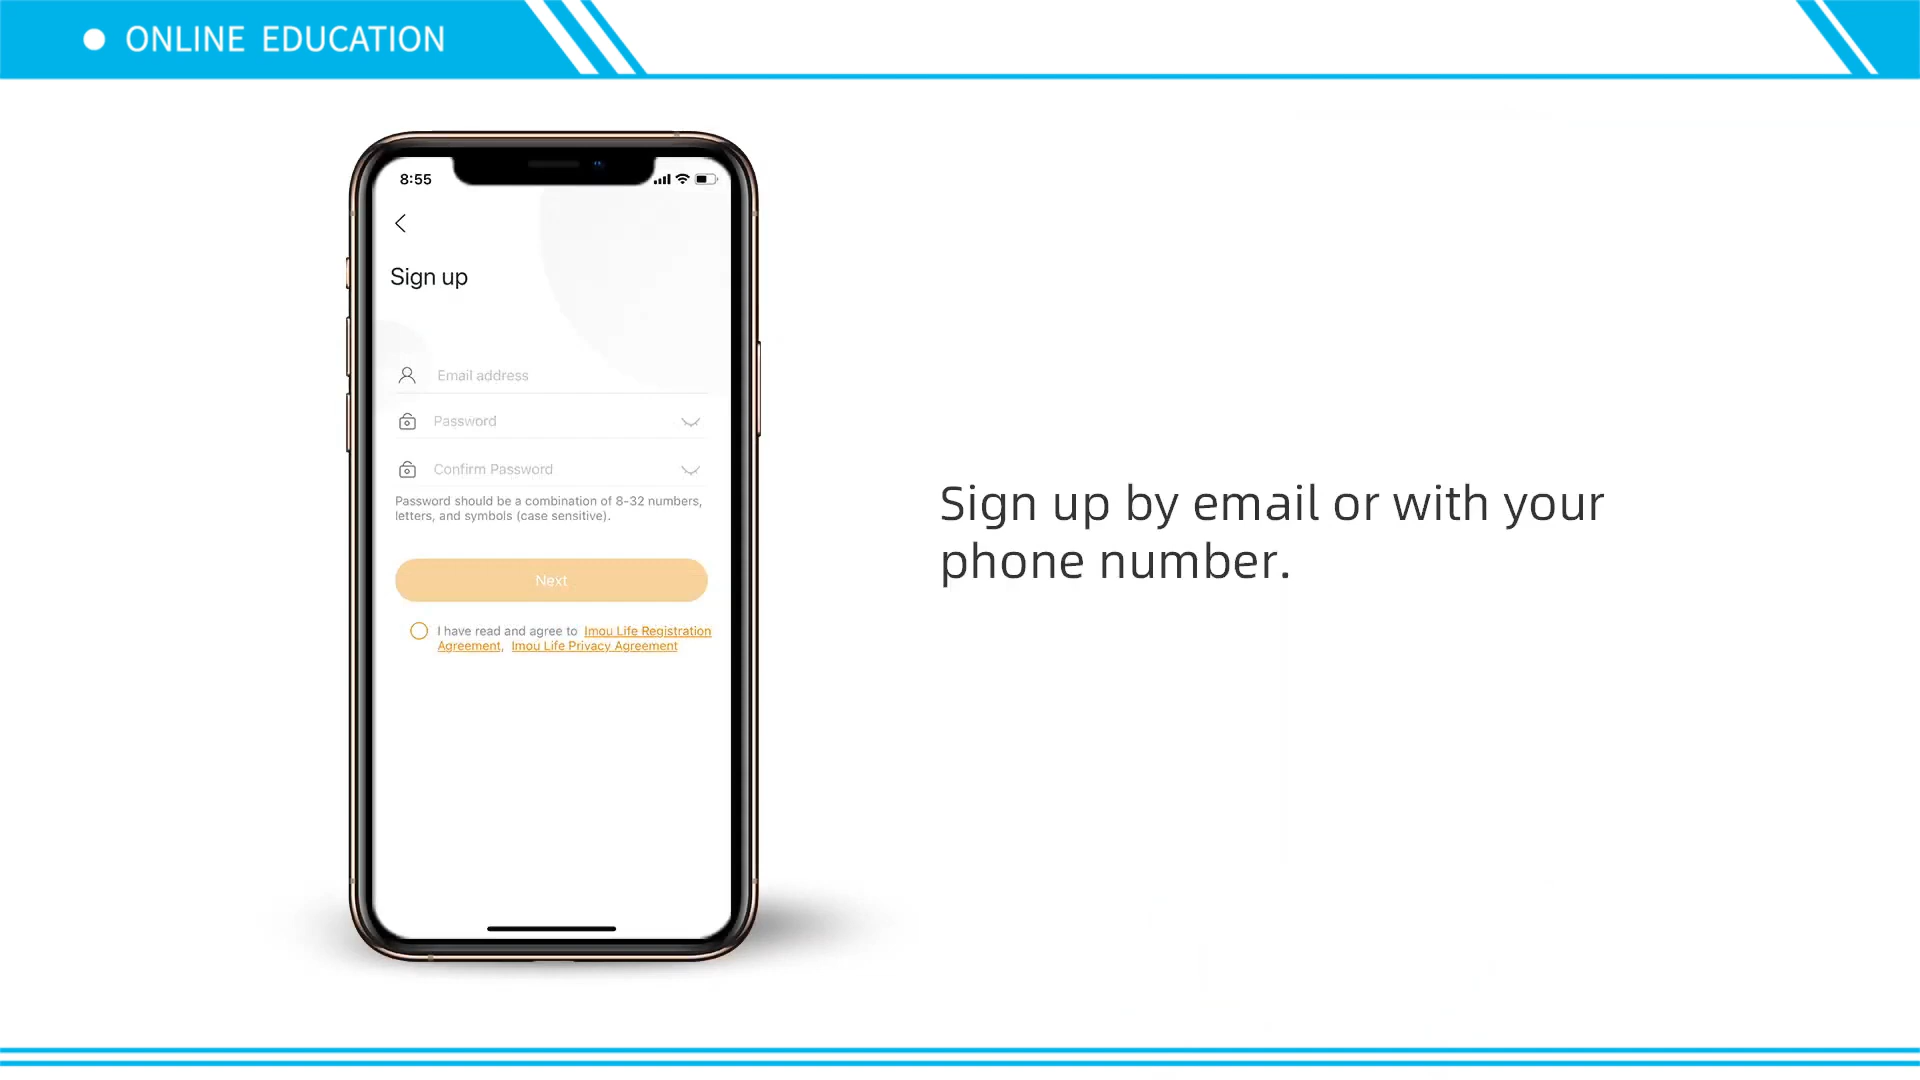 ONLINE EDUCATION
8:55
Sign up
Email address
Password
Confirm Password
Password should be a combination of 8-32 numbers,
letters, and symbols (case sensitive).
Next
I have read and agree to Imou Life Registration
Agreement, Imou Life Privacy Agreement
Sign up by email or with your
phone number.